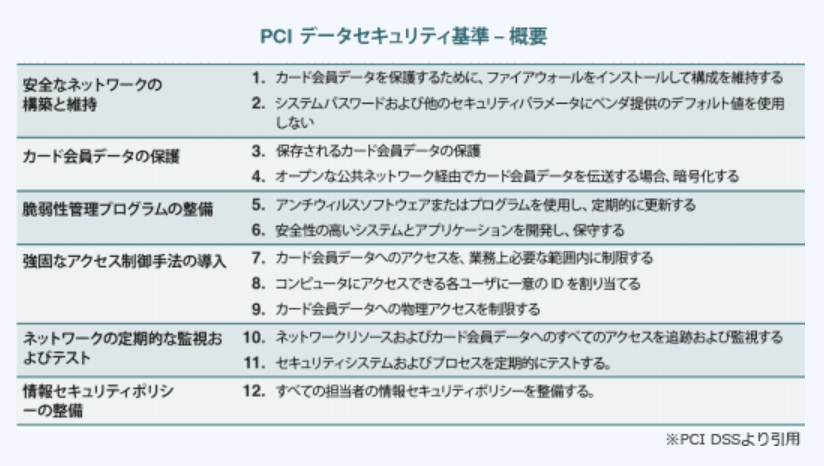 PCI データセキュリティ基準 – 概要
安全なネットワークの
構築と維持
1. カード会員データを保護するために、ファイアウォールをインストールして構成を維持する
2. システムパスワードおよび他のセキュリティパラメータにベンダ提供のデフォルト値を使用
しない
カード会員データの保護
3. 保存されるカード会員データの保護
4. オープンな公共ネットワーク経由でカード会員データを伝送する場合、暗号化する
脆弱性管理プログラムの整備
5. アンチウィルスソフトウェアまたはプログラムを使用し、定期的に更新する
6. 安全性の高いシステムとアプリケーションを開発し、保守する
強固なアクセス制御手法の導入
7. カード会員データへのアクセスを、業務上必要な範囲内に制限する
8. コンピュータにアクセスできる各ユーザに一意の ID を割り当てる
9. カード会員データへの物理アクセスを制限する
ネットワークの定期的な監視お
よびテスト
10. ネットワークリソースおよびカード会員データへのすべてのアクセスを追跡および監視する
11. セキュリティシステムおよびプロセスを定期的にテストする。
情報セキュリティポリシ
ーの整備
12. すべての担当者の情報セキュリティポリシーを整備する。
※PCI DSSより引用